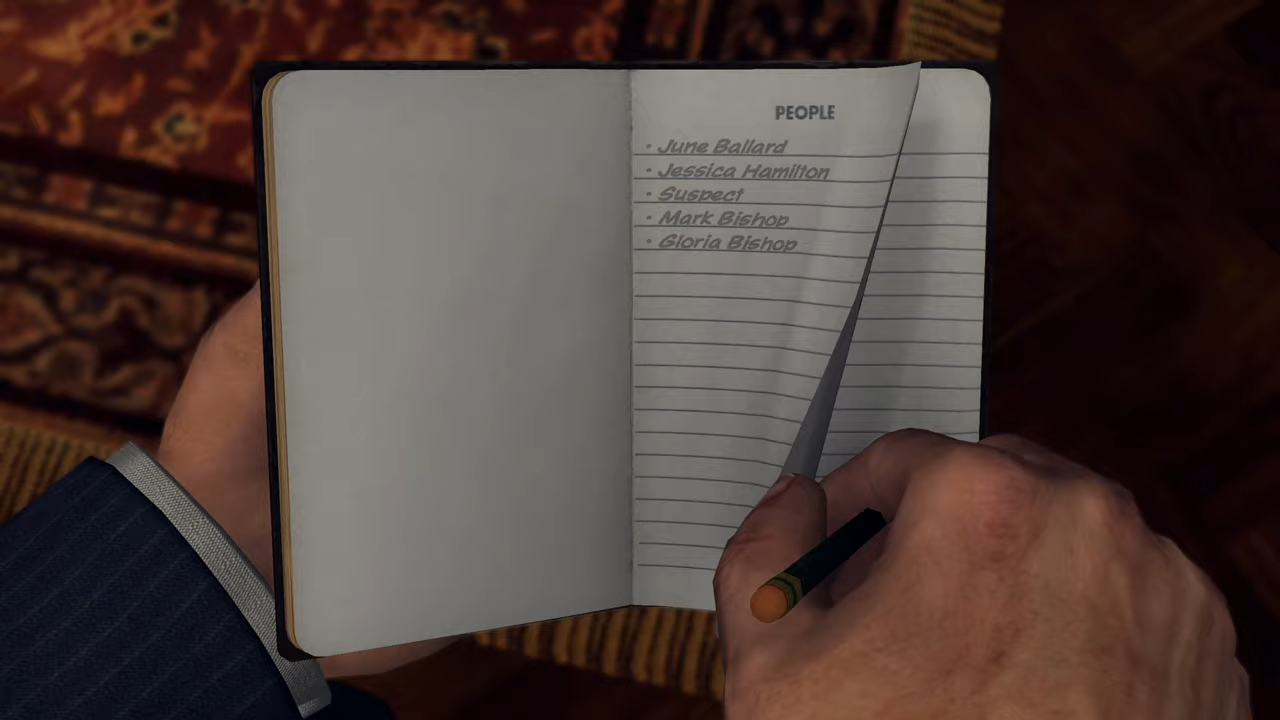 PEOPLE
· June Ballard
· Jessica Hamilton
· Suspect
· Mark Bishop
· Gloria Bishop